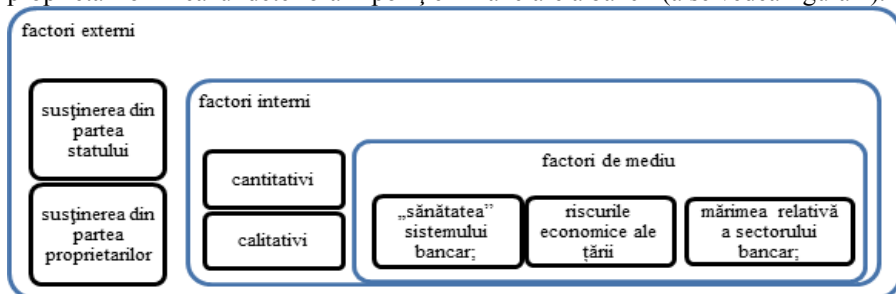 factori externi
susţinerea din
partea
statului
susţinerea din
partea
proprietarilor
factori interni
cantitativi
calitativi
factori de mediu
„sănătatea”
sistemului
bancar;
riscurile
economice ale
țării
mărimea relativă
a sectorului
bancar;